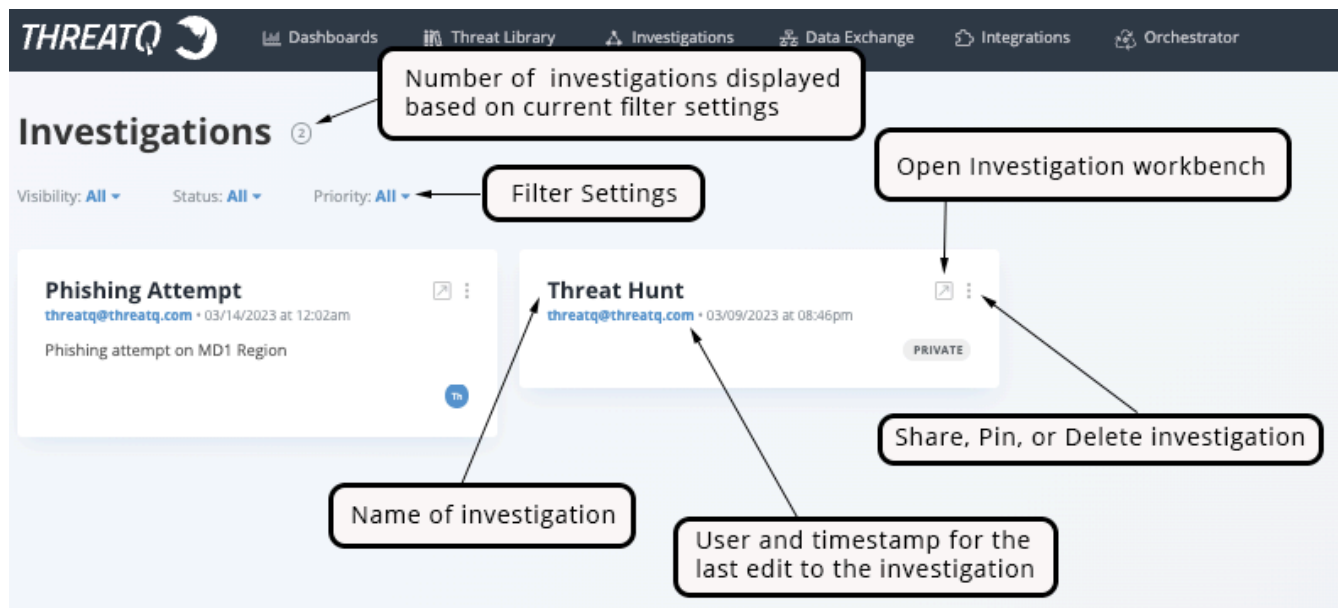 THREATQ Dashboards Threat Library Investigations Data Exchange Integrations Orchestrator
Number of investigations displayed
based on current filter settings
Investigations 2
Open Investigation workbench
Visibility: All Status: All Priority: All
Filter Settings
Phishing Attempt
threatq@threatq.com • 03/14/2023 at 12:02am
Phishing attempt on MD1 Region
Th
Threat Hunt
threatq@threatq.com • 03/09/2023 at 08:46pm
PRIVATE
Share, Pin, or Delete investigation
Name of investigation
User and timestamp for the
last edit to the investigation